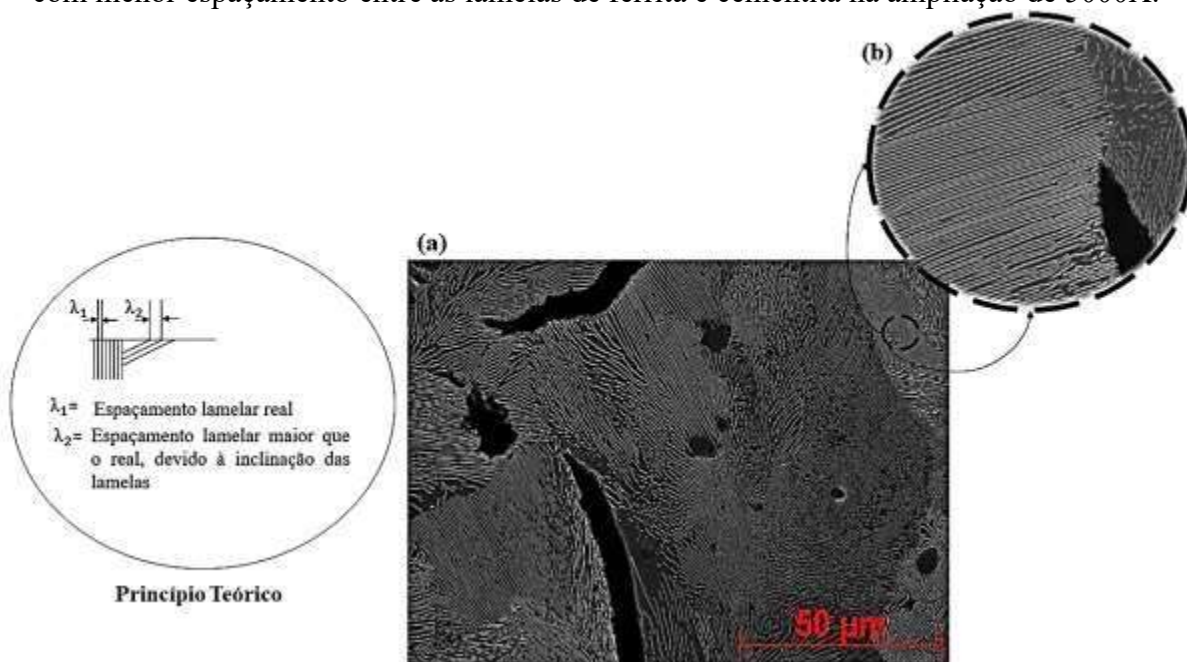 com menor espaçamento entre as lamelas de ferrita e cementita na ampliação de 5000X.
(b)
(a)
λ₁ λ₂
λ₁= Espaçamento lamelar real
λ₂= Espaçamento lamelar maior que
o real, devido à inclinação das
lamelas
Princípio Teórico
50 µm